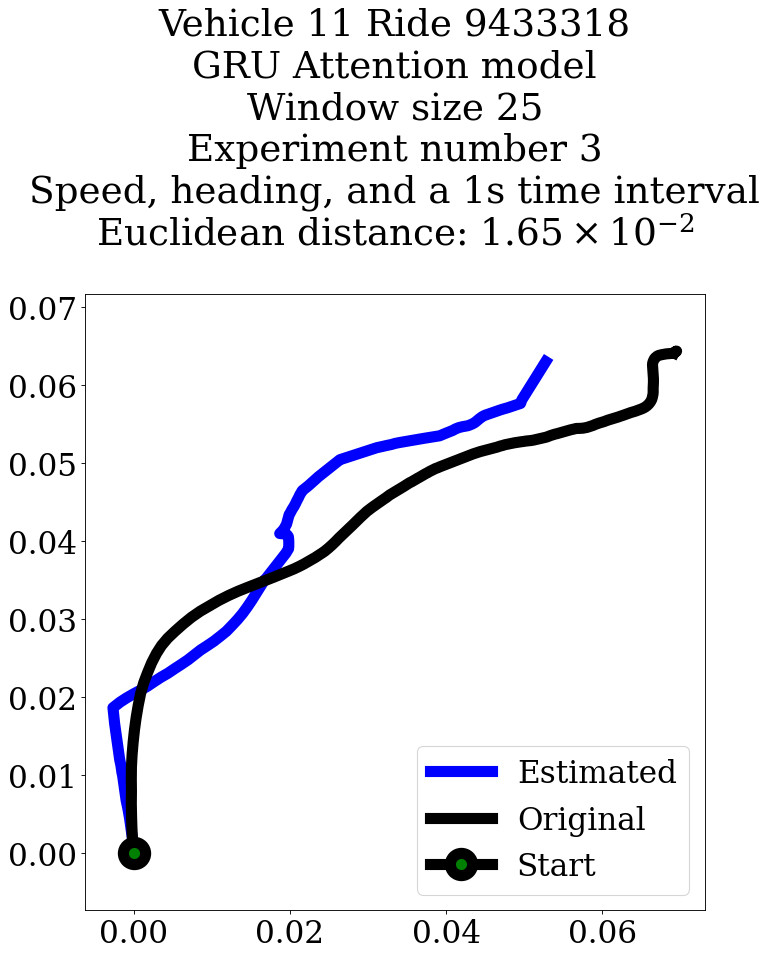 Vehicle 11 Ride 9433318
GRU Attention model
Window size 25
Experiment number 3
Speed, heading, and a 1s time interval
Euclidean distance: 1.65 × 10⁻²
0.07
0.06
0.05
0.04
0.03
0.02
0.01
0.00
Estimated
Original
Start
0.00 0.02 0.04 0.06